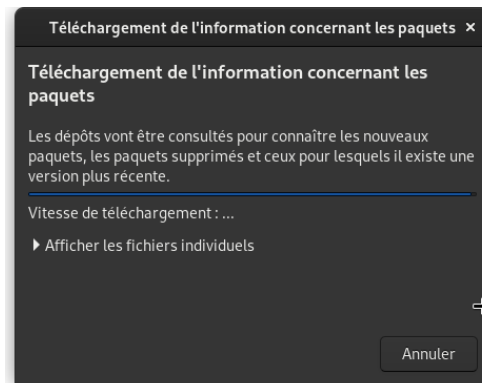 Téléchargement de l'information concernant les paquets ×
Téléchargement de l'information concernant les
paquets
Les dépôts vont être consultés pour connaître les nouveaux
paquets, les paquets supprimés et ceux pour lesquels il existe une
version plus récente.
Vitesse de téléchargement : ...
Afficher les fichiers individuels
Annuler